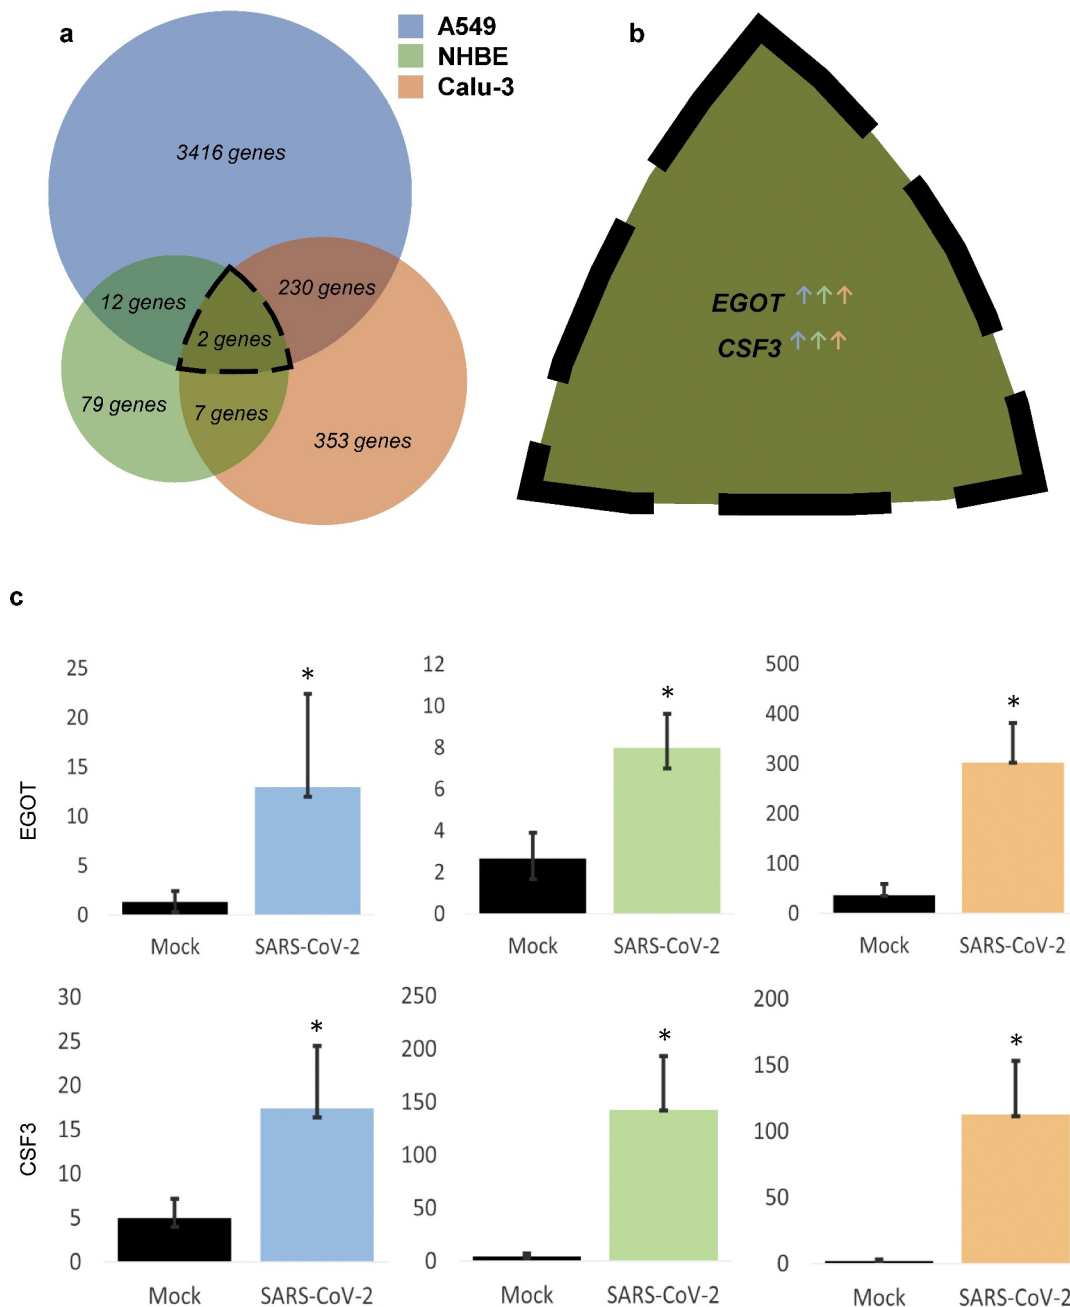 a
A549
NHBE
Calu-3
3416 genes
12 genes
230 genes
2 genes
79 genes
7 genes
353 genes
b
EGOT ↑↑↑
CSF3 ↑↑↑
c
EGOT
25
20
15
10
5
0
*
Mock
SARS-CoV-2
12
10
8
6
4
2
0
*
Mock
SARS-CoV-2
500
400
300
200
100
0
*
Mock
SARS-CoV-2
CSF3
30
25
20
15
10
5
0
*
Mock
SARS-CoV-2
250
200
150
100
50
0
*
Mock
SARS-CoV-2
200
150
100
50
0
*
Mock
SARS-CoV-2